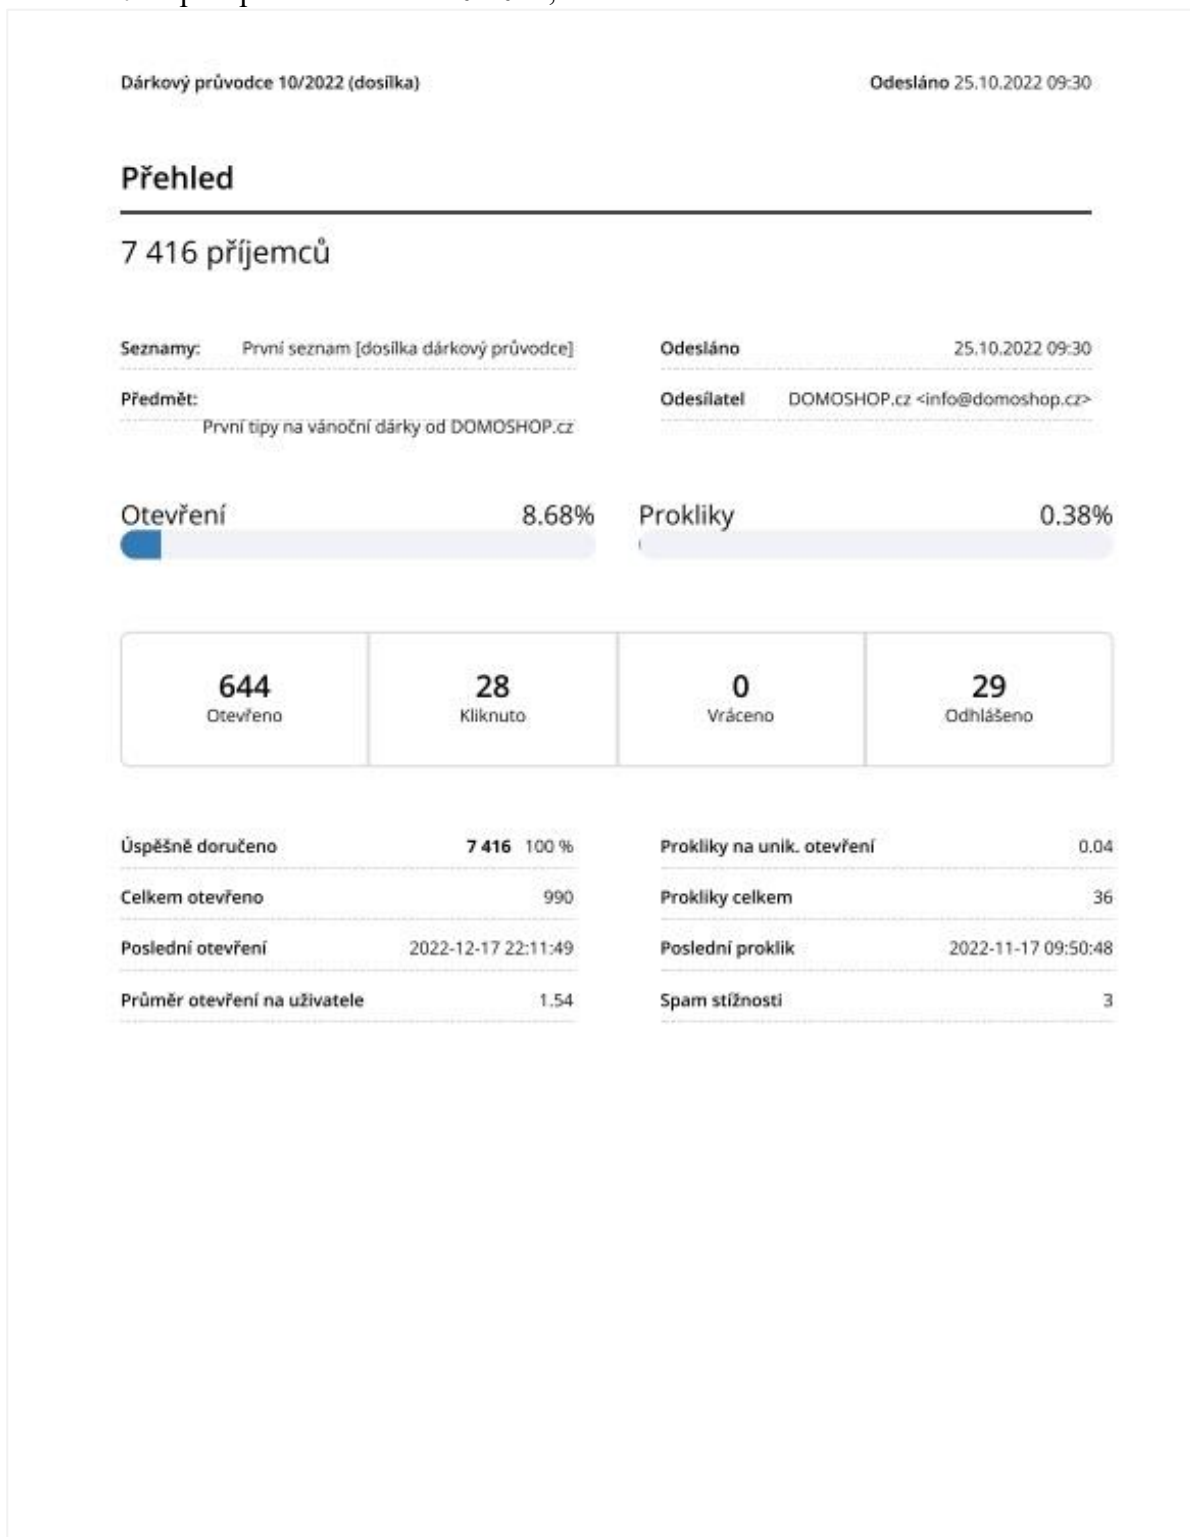 Dárkový průvodce 10/2022 (dosílka) Odesláno 25.10.2022 09:30
Přehled
7 416 příjemců
Seznamy: První seznam [dosílka dárkový průvodce] Odesláno 25.10.2022 09:30
Předmět: Odesílatel DOMOSHOP.cz <info@domoshop.cz>
První tipy na vánoční dárky od DOMOSHOP.cz
Otevření 8.68% Prokliky 0.38%
644 28 0 29
Otevřeno Kliknuto Vráceno Odhlášeno
Úspěšně doručeno 7 416 100 % Prokliky na unik. otevření 0.04
Celkem otevřeno 990 Prokliky celkem 36
Poslední otevření 2022-12-17 22:11:49 Poslední proklik 2022-11-17 09:50:48
Průměr otevření na uživatele 1.54 Spam stížnosti 3